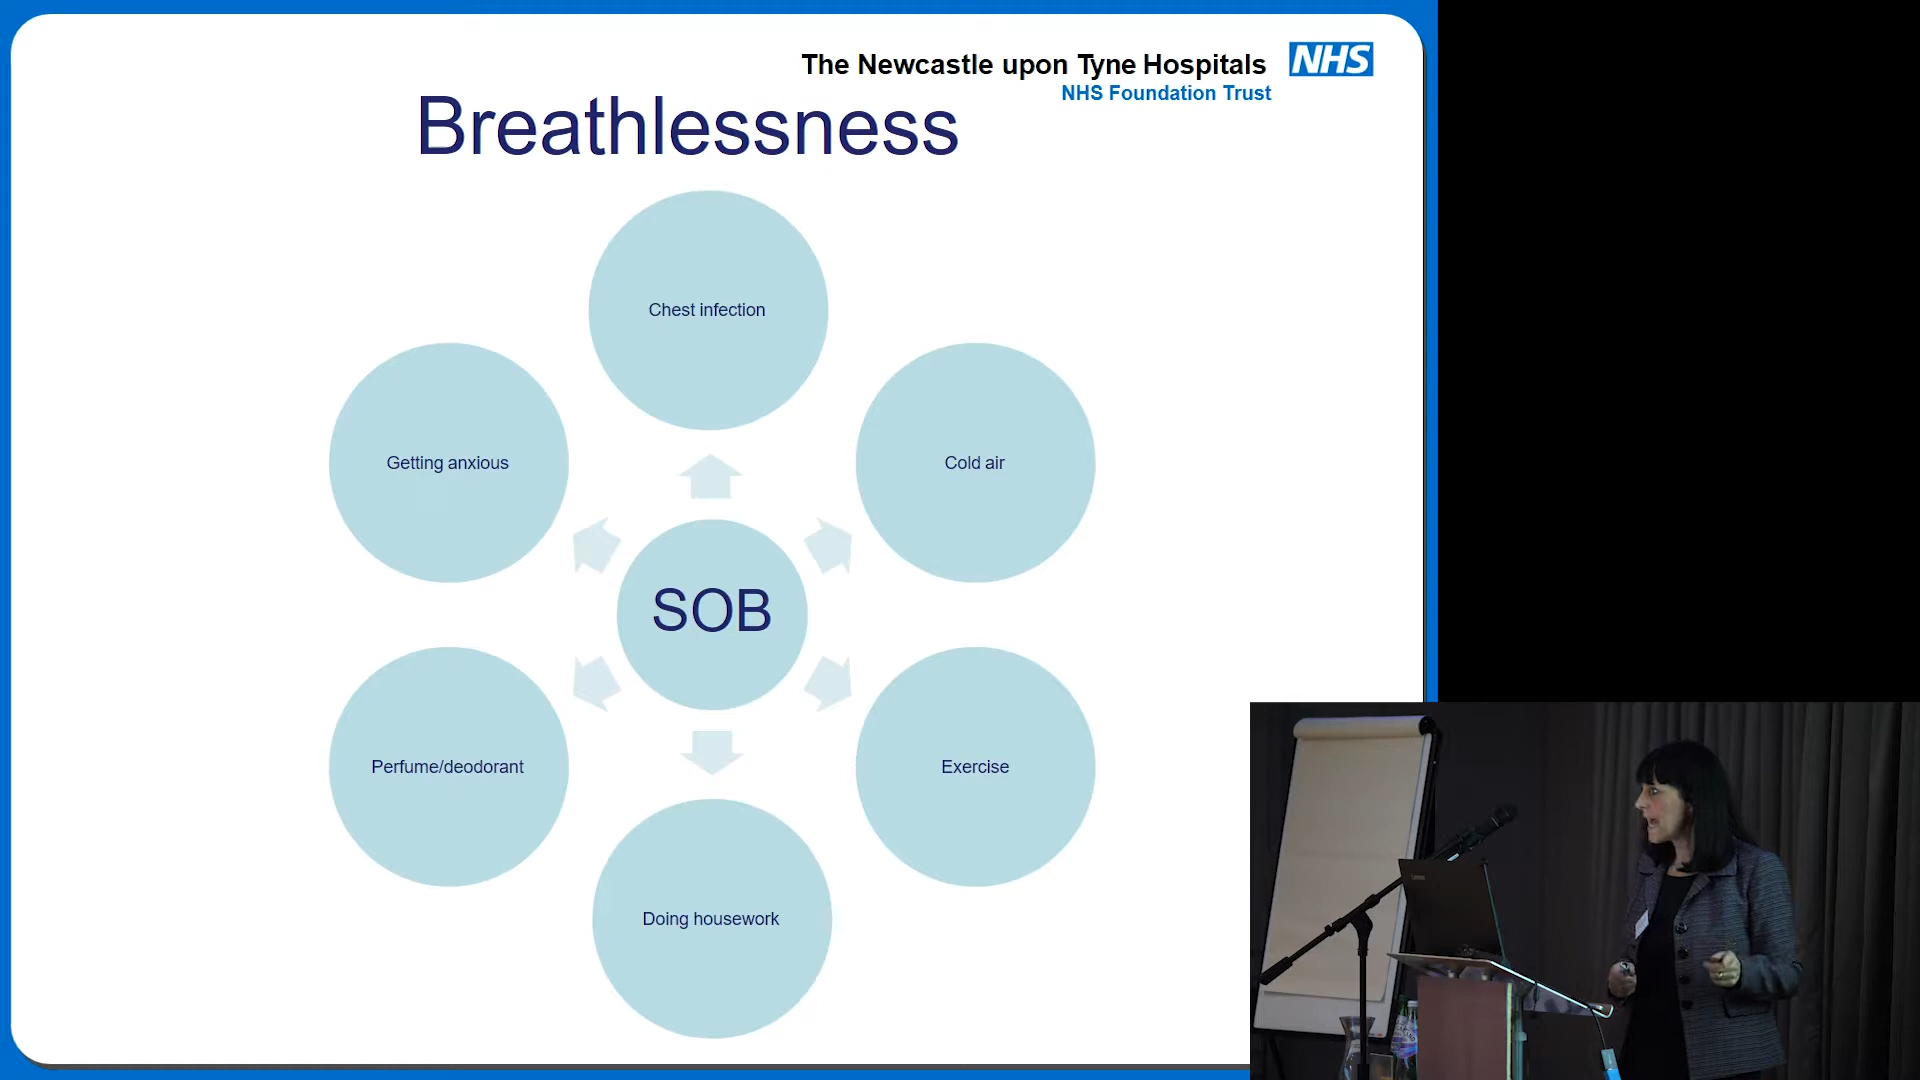 The Newcastle upon Tyne Hospitals NHS
NHS Foundation Trust
Breathlessness
Chest infection
Getting anxious
Cold air
SOB
Perfume/deodorant
Exercise
Doing housework